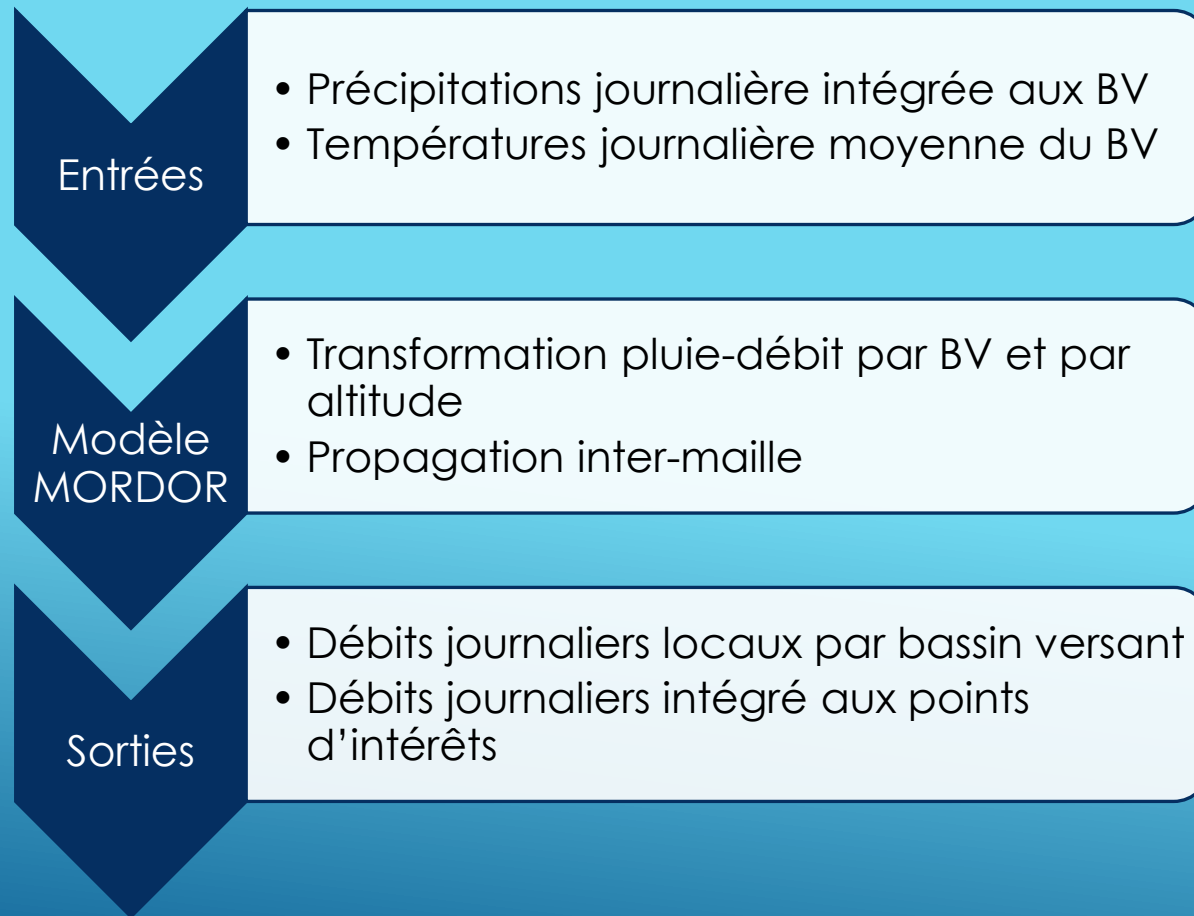 Entrées
• Précipitations journalière intégrée aux BV
• Températures journalière moyenne du BV
Modèle
MORDOR
• Transformation pluie-débit par BV et par
altitude
• Propagation inter-maille
Sorties
• Débits journaliers locaux par bassin versant
• Débits journaliers intégré aux points
d’intérêts